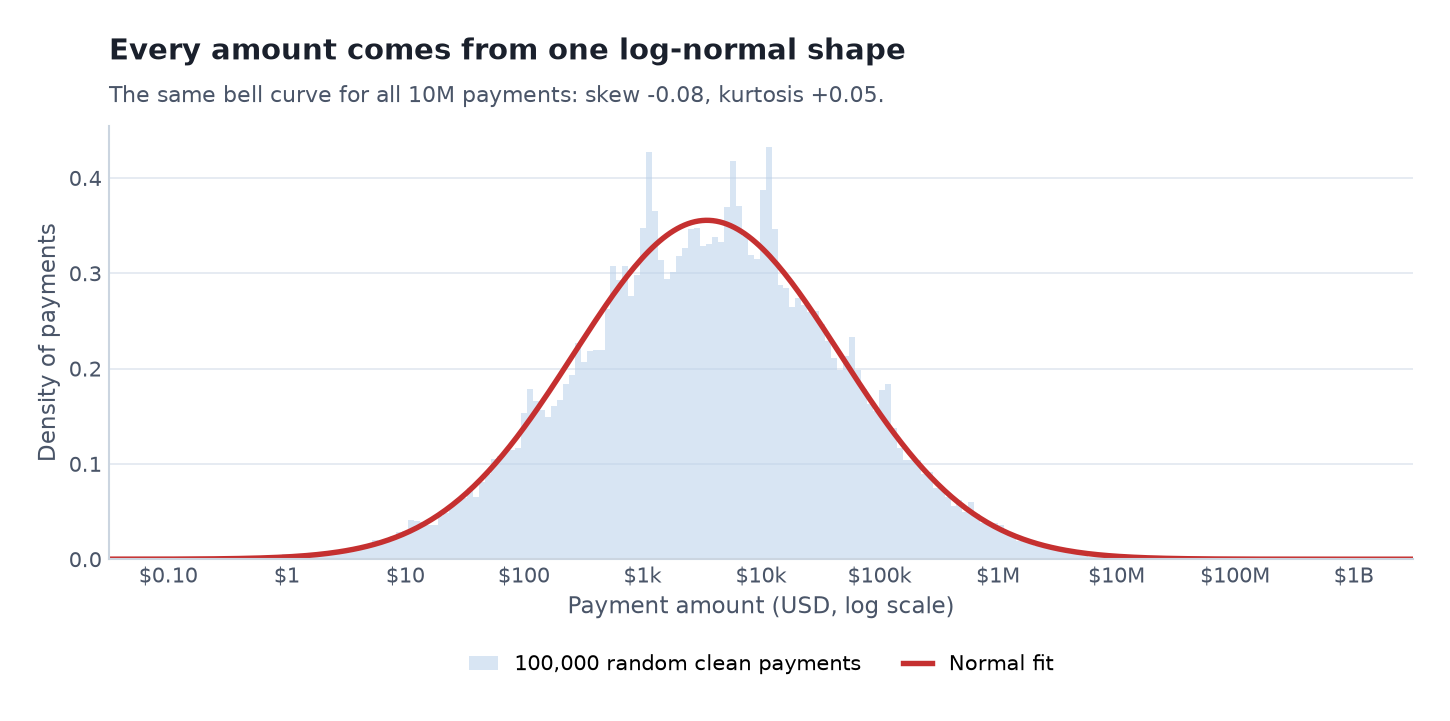 Every amount comes from one log-normal shape
The same bell curve for all 10M payments: skew -0.08, kurtosis +0.05.
Density of payments
0.4
0.3
0.2
0.1
0.0
$0.10 $1 $10 $100 $1k $10k $100k $1M $10M $100M $1B
Payment amount (USD, log scale)
100,000 random clean payments Normal fit